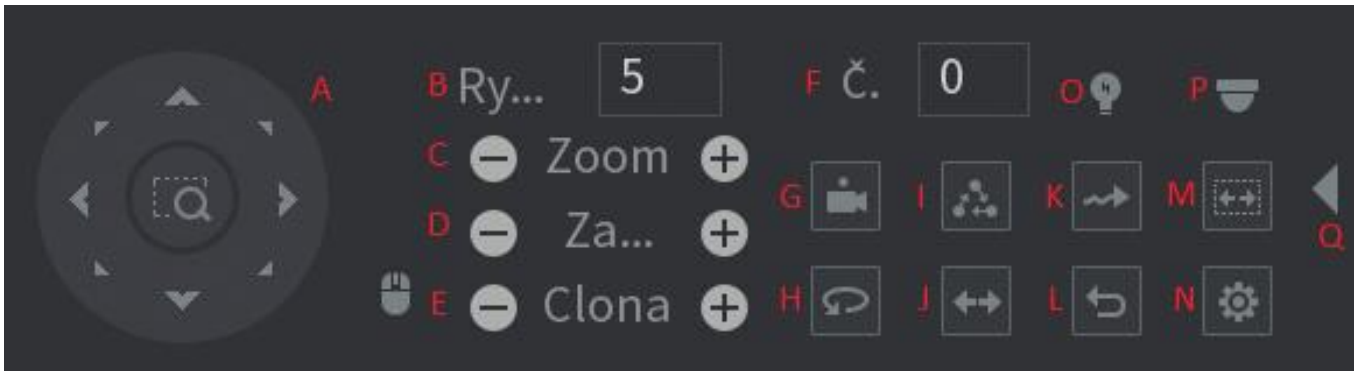 A B Ry... 5 F Č. 0 O P
C Zoom
G I K M
D Za... Q
E Clona H J L N